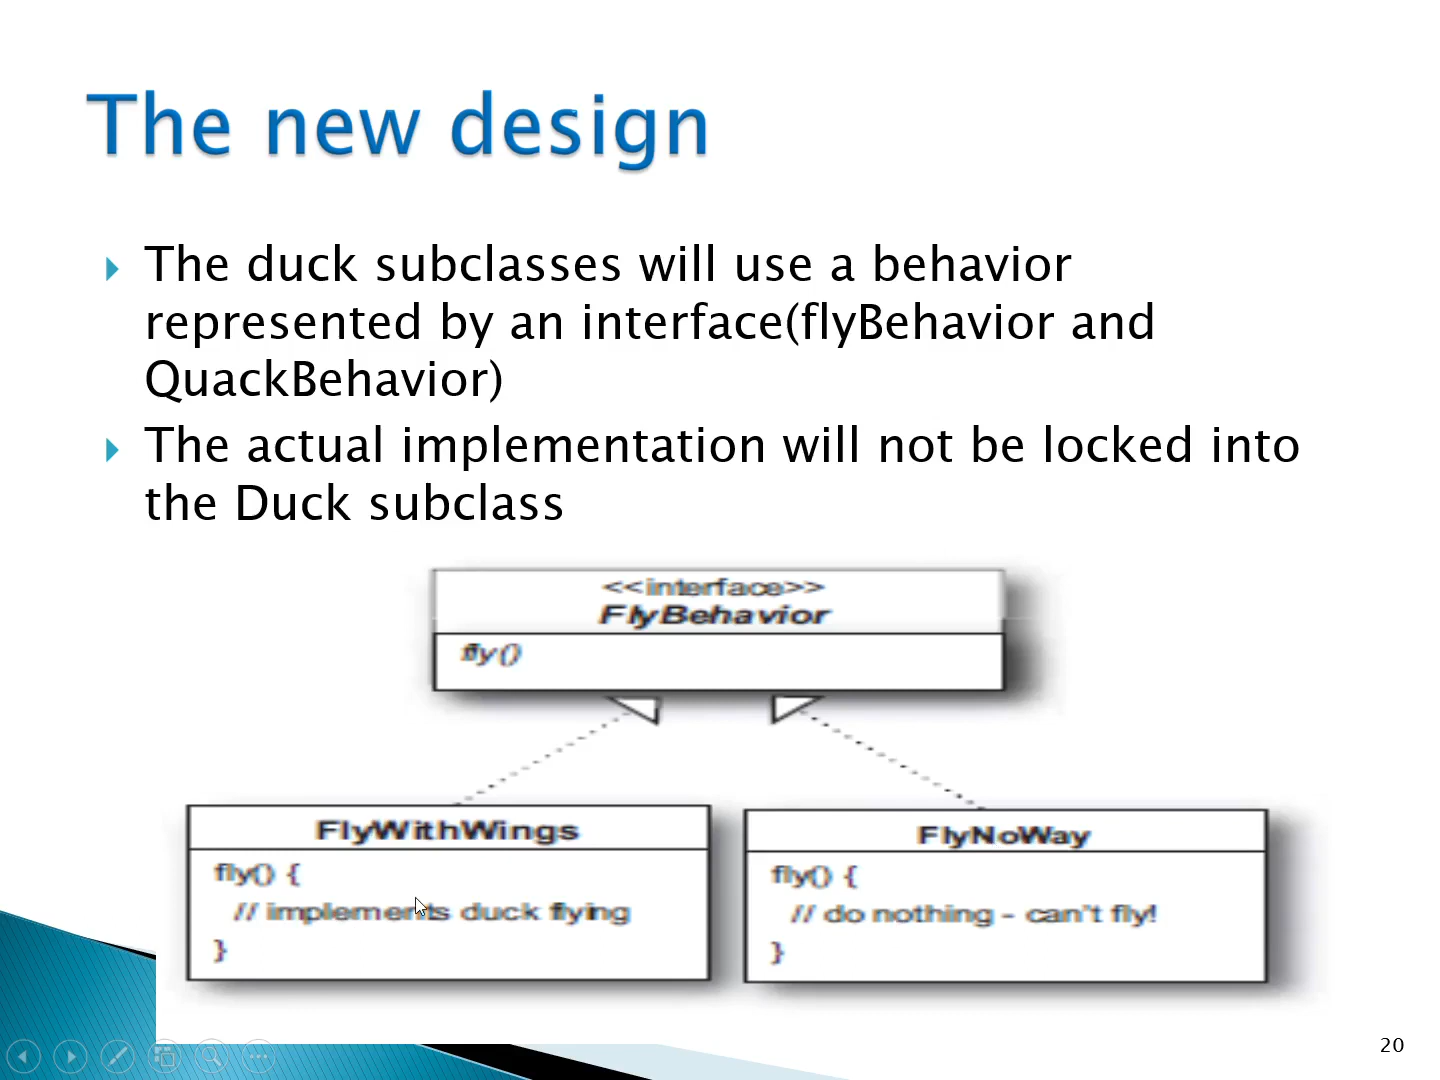 The new design
The duck subclasses will use a behavior
represented by an interface(flyBehavior and
QuackBehavior)
The actual implementation will not be locked into
the Duck subclass
<<interface>>
FlyBehavior
fly()
FlyWithWings
fly() {
// implements duck flying
}
FlyNoWay
fly() {
// do nothing - can't fly!
}
20